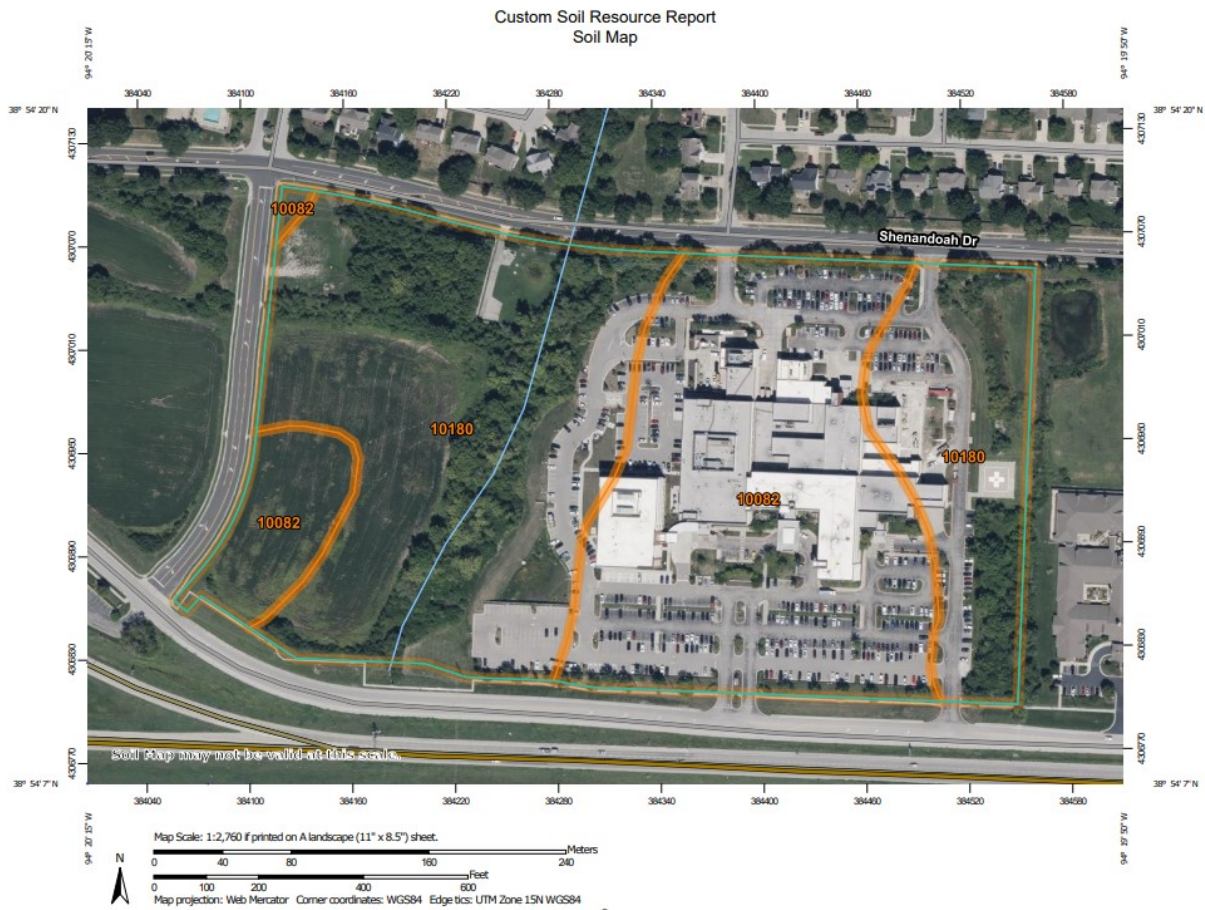 Custom Soil Resource Report
Soil Map
94° 20' 15" W
94° 19' 50" W
384040 384100 384160 384220 384280 384340 384400 384460 384520 384580
38° 54' 20" N
38° 54' 20" N
4307130
4307130
10082
4307070
4307070
Shenandoah Dr
4307010
4307010
10180
4306950
10180
4306950
10082
10082
4306890
4306890
4306830
4306830
4306770
4306770
Soil Map may not be valid at this scale.
38° 54' 7" N
38° 54' 7" N
384040 384100 384160 384220 384280 384340 384400 384460 384520 384580
94° 20' 15" W
94° 19' 50" W
Map Scale: 1:2,760 if printed on A landscape (11" x 8.5") sheet.
N
Meters
0 40 80 160 240
Feet
0 100 200 400 600
Map projection: Web Mercator Corner coordinates: WGS84 Edge tics: UTM Zone 15N WGS84